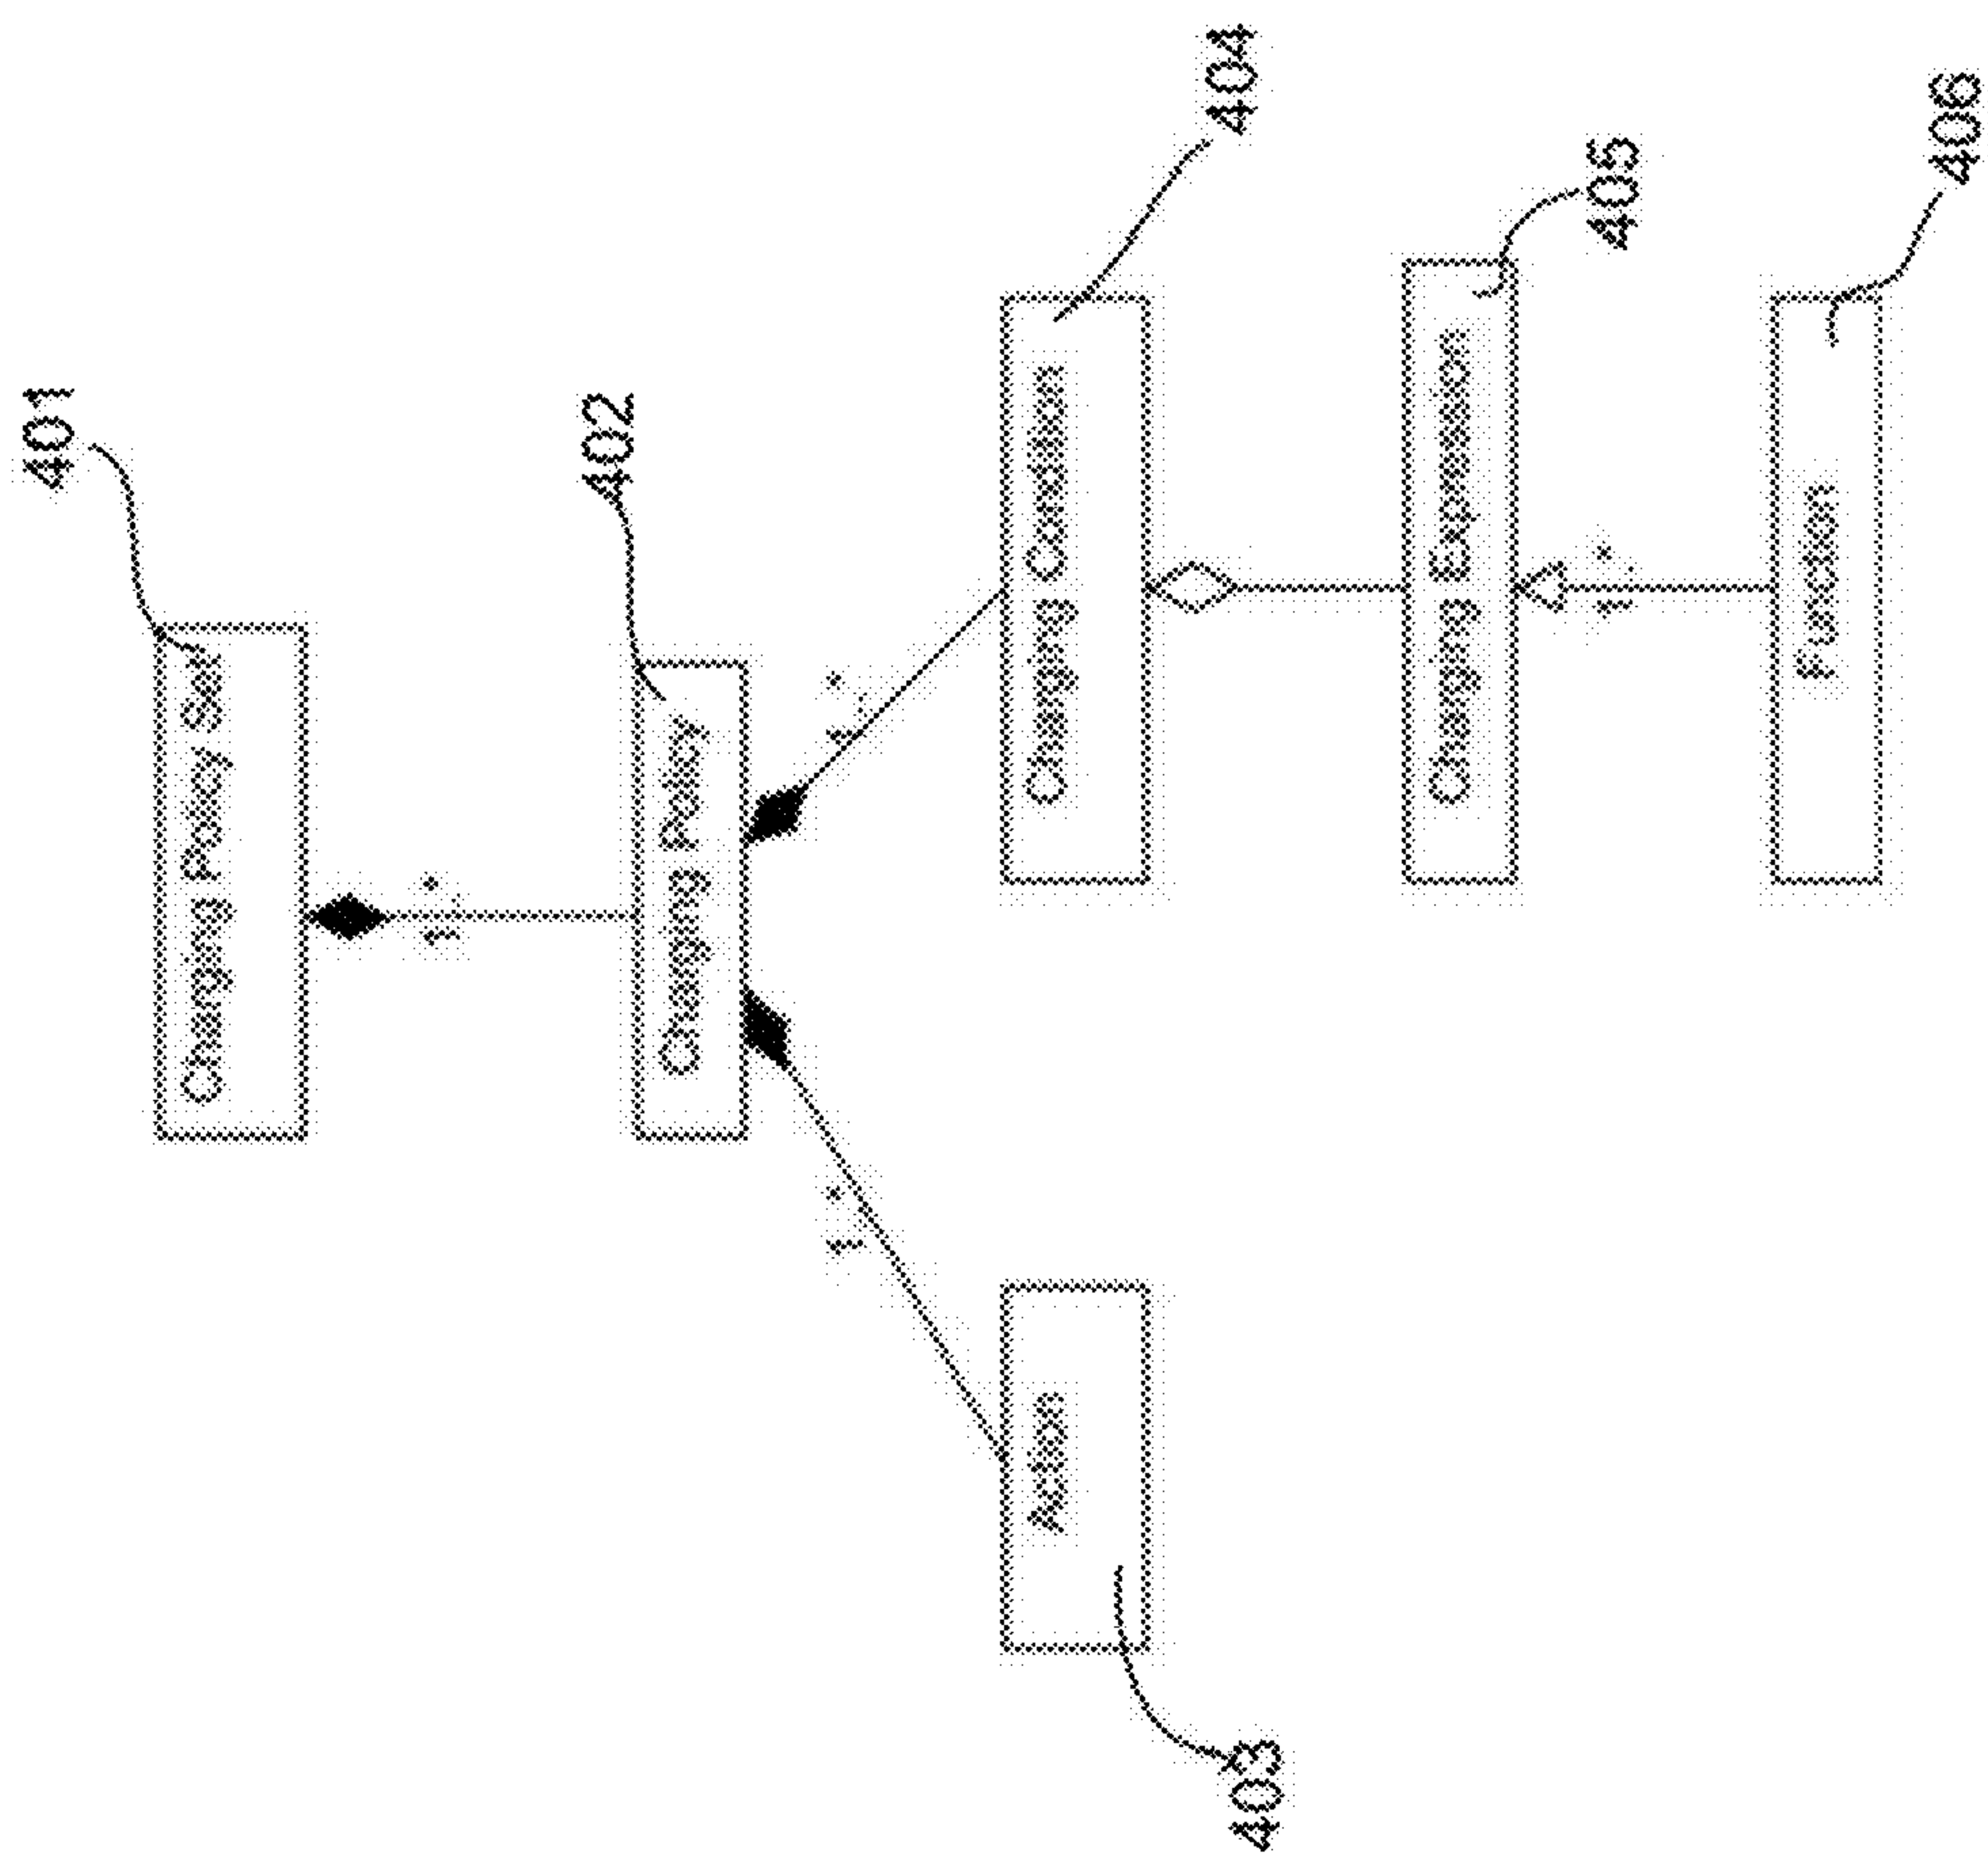 401
Charging Policy Set
1..*
402
Charging Policy
1..*
1..*
404
Charging Condition
403
Action
405
Charging Expression
1..*
406
Function